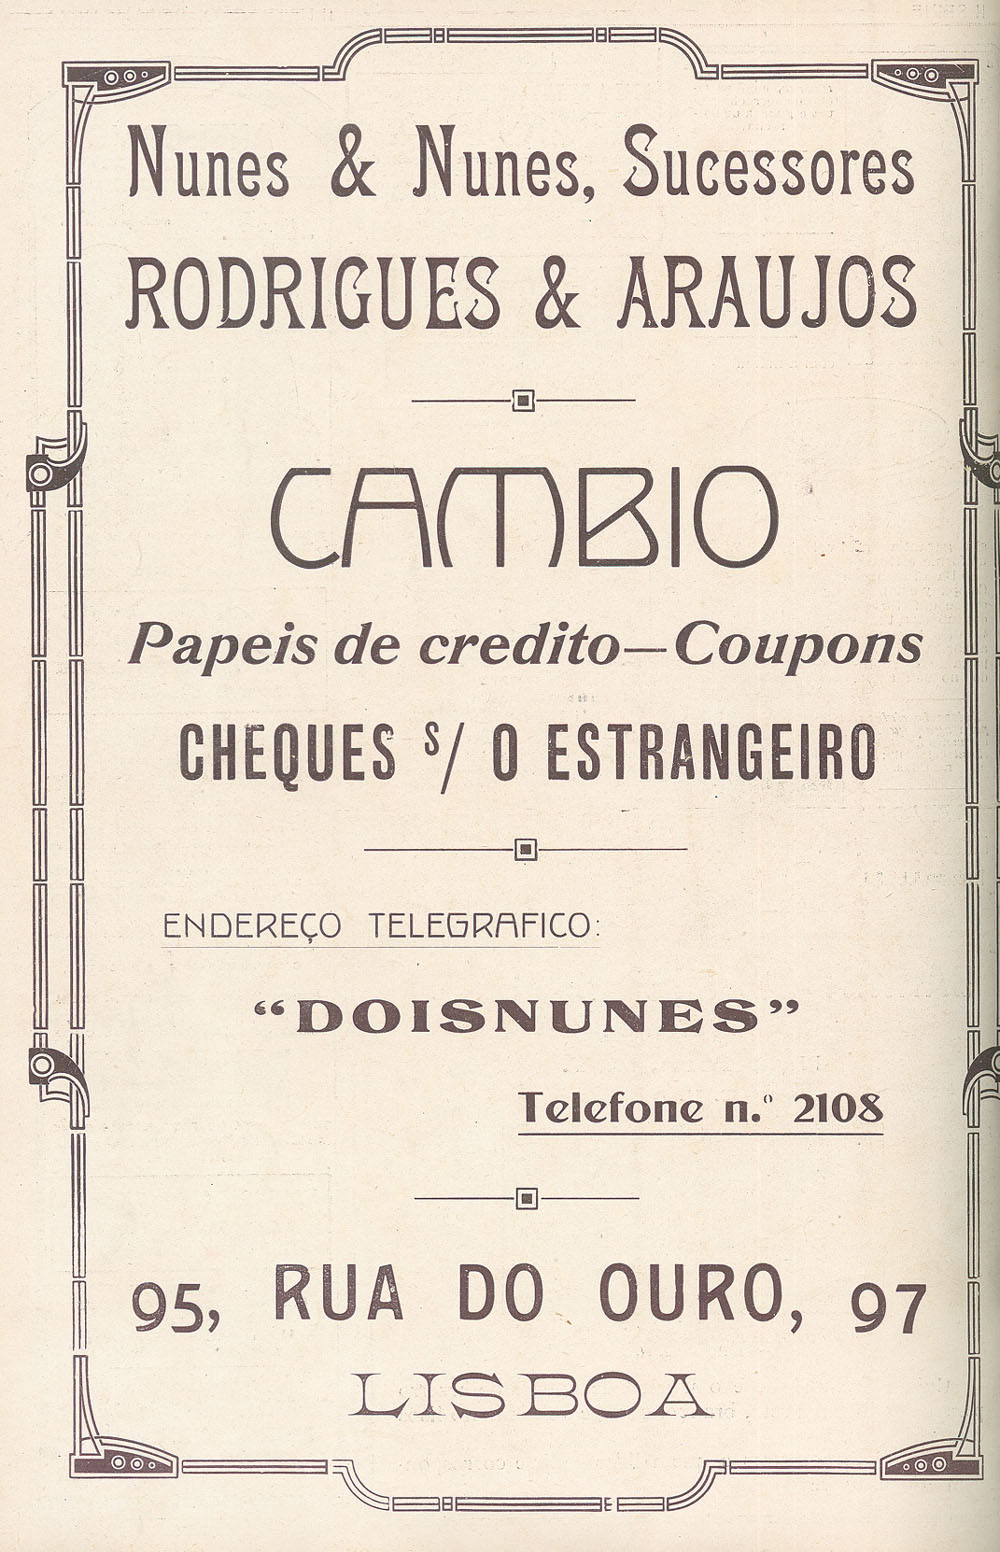 Nunes & Nunes, Sucessores
RODRIGUES & ARAUJOS
CAMBIO
Papeis de credito—Coupons
CHEQUES s/ O ESTRANGEIRO
ENDEREÇO TELEGRAFICO:
“DOISNUNES”
Telefone n.º 2108
95, RUA DO OURO, 97
LISBOA